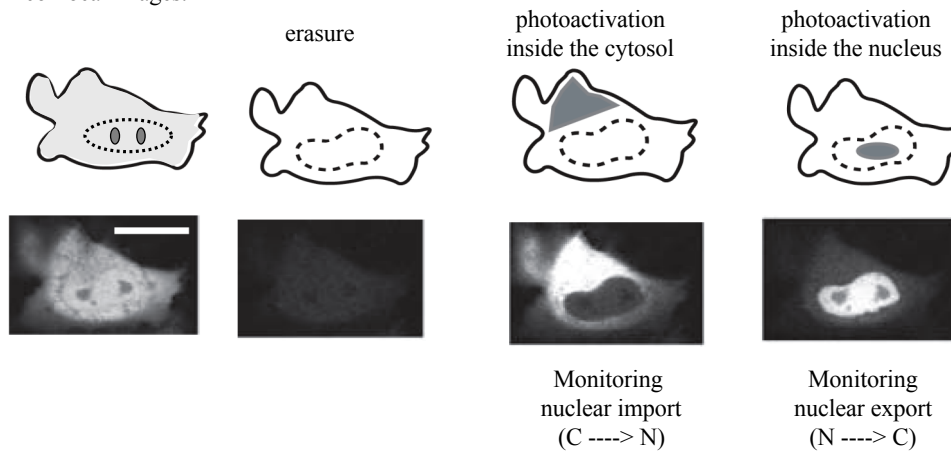 erasure
photoactivation
inside the cytosol
photoactivation
inside the nucleus
Monitoring
nuclear import
(C ----> N)
Monitoring
nuclear export
(N ----> C)